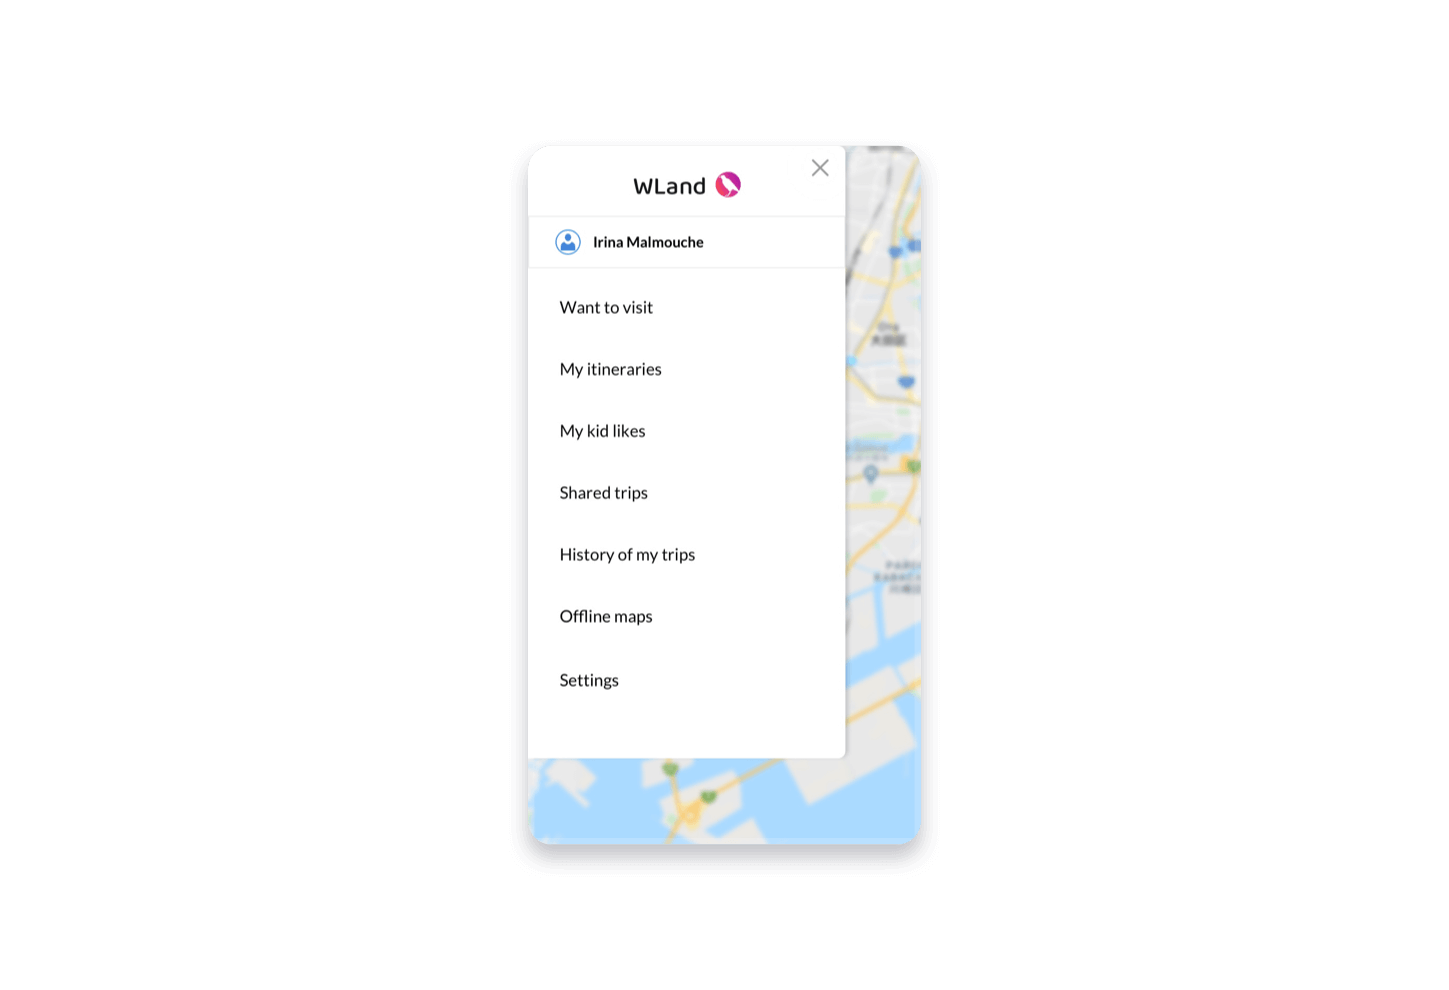 WLand
Irina Malmouche
Want to visit
My itineraries
My kid likes
Shared trips
History of my trips
Offline maps
Settings